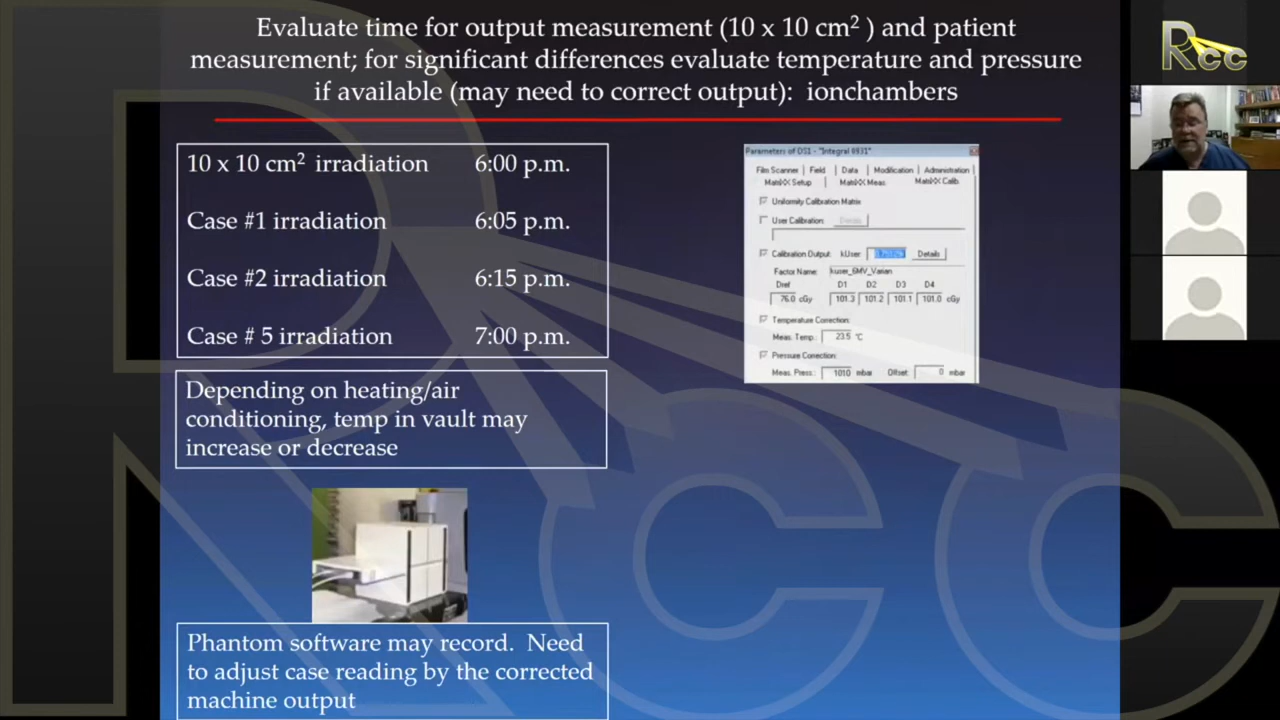 Evaluate time for output measurement (10 x 10 cm² ) and patient
measurement; for significant differences evaluate temperature and pressure
if available (may need to correct output): ionchambers
10 x 10 cm² irradiation 6:00 p.m.
Case #1 irradiation 6:05 p.m.
Case #2 irradiation 6:15 p.m.
Case # 5 irradiation 7:00 p.m.
Depending on heating/air
conditioning, temp in vault may
increase or decrease
Phantom software may record. Need
to adjust case reading by the corrected
machine output
Parameters of DS1 - "Integral 6931"
Film Scanner | Field | Data | Modification | Administration
MatriXX Setup | MatriXX Meas | MatriXX Calib.
Uniformity Calibration Matrix
User Calibration:
Calibration Output: kUser: Details
Factor Name: kuser_6MV_Varian
Dref D1 D2 D3 D4
76.0 cGy 101.3 101.2 101.1 101.0 cGy
Temperature Correction:
Meas. Temp.: 23.5 °C
Pressure Correction:
Meas. Press.: 1010 mbar Offset: 0 mbar
Rcc